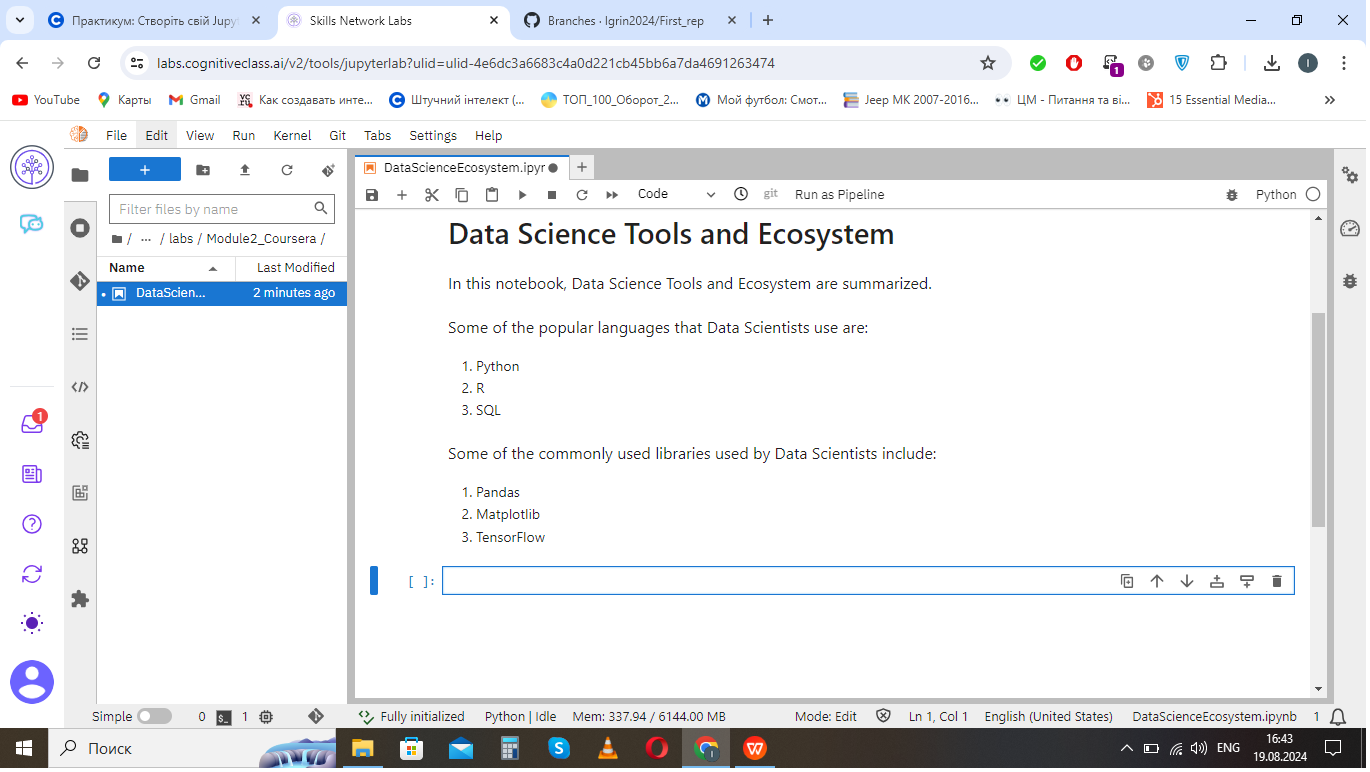 Практикум: Створіть свій Jupyt
Skills Network Labs
Branches · Igrin2024/First_rep
labs.cognitiveclass.ai/v2/tools/jupyterlab?ulid=ulid-4e6dc3a6683c4a0d221cb45bb6a7da4691263474
1
I
YouTube
Карты
Gmail
Как создавать инте...
Штучний інтелект (...
ТОП_100_Оборот_2...
Мой футбол: Смот...
Jeep MK 2007-2016...
ЦМ - Питання та ві...
15 Essential Media...
File Edit View Run Kernel Git Tabs Settings Help
DataScienceEcosystem.ipyr
Filter files by name
Code
git
Run as Pipeline
Python
/ ... / labs / Module2_Coursera /
Name
Last Modified
DataScien...
2 minutes ago
Data Science Tools and Ecosystem
In this notebook, Data Science Tools and Ecosystem are summarized.
Some of the popular languages that Data Scientists use are:
1. Python
2. R
3. SQL
Some of the commonly used libraries used by Data Scientists include:
1. Pandas
2. Matplotlib
3. TensorFlow
[ ]:
1
Simple
0
1
Fully initialized
Python | Idle
Mem: 337.94 / 6144.00 MB
Mode: Edit
Ln 1, Col 1
English (United States)
DataScienceEcosystem.ipynb
1
Поиск
ENG
16:43
19.08.2024